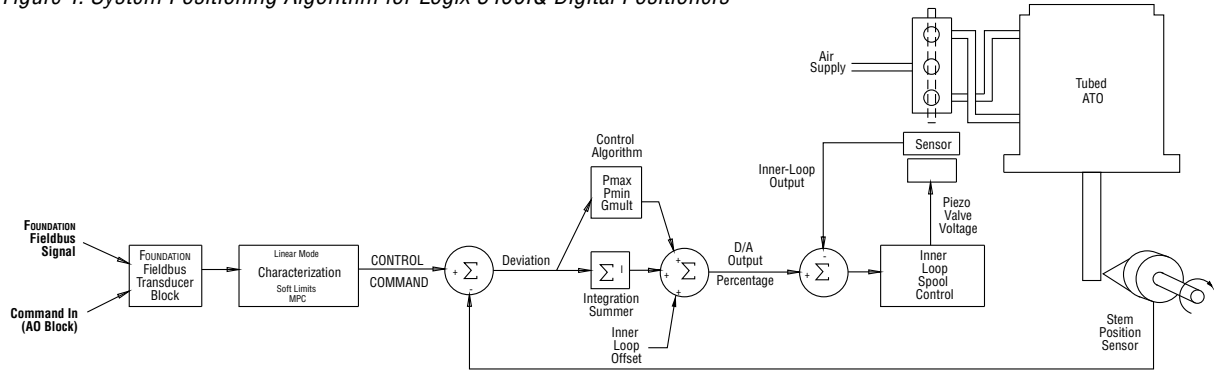 Figure 1: System Positioning Algorithm for Logix 3400IQ Digital Positioners
Air
Supply
Tubed
ATO
Control
Algorithm
Pmax
Pmin
Gmult
Sensor
Inner-Loop
Output
Piezo
Valve
Voltage
FOUNDATION
Fieldbus
Signal
FOUNDATION
Fieldbus
Transducer
Block
Command In
(AO Block)
Linear Mode
Characterization
Soft Limits
MPC
CONTROL
COMMAND
+
Σ
-
Deviation
Σ I
Integration
Summer
+
+
Σ
+
Inner
Loop
Offset
D/A
Output
Percentage
-
+
Σ
Inner
Loop
Spool
Control
Stem
Position
Sensor